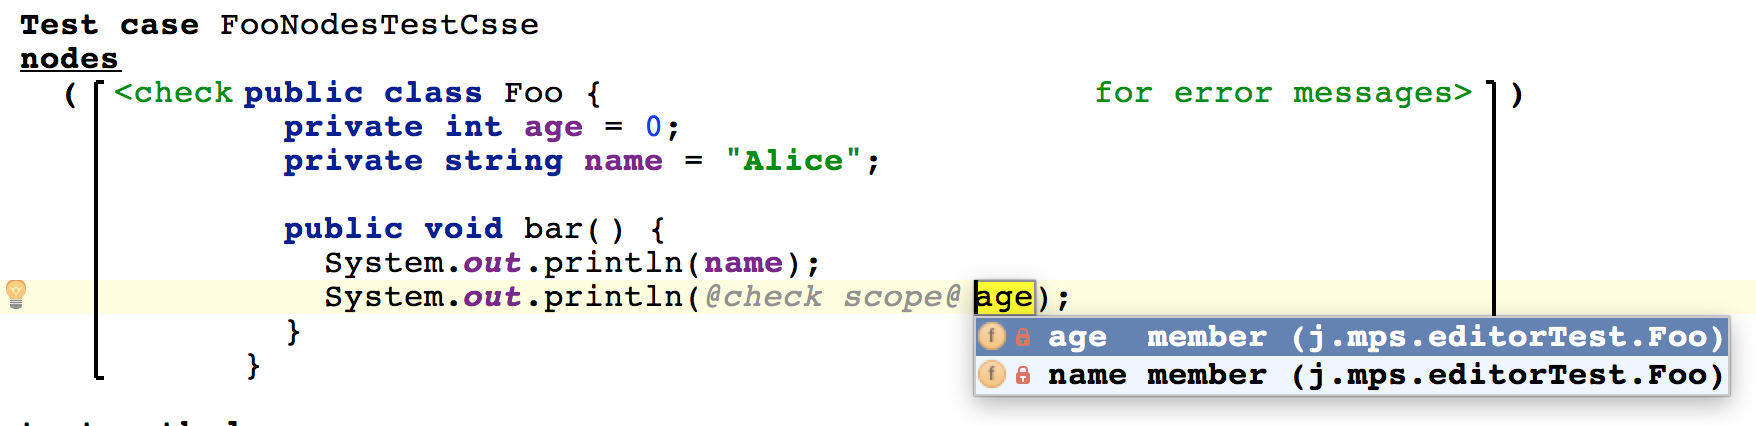 Test case FooNodesTestCsse
nodes
( <check public class Foo { for error messages> )
private int age = 0;
private string name = "Alice";
public void bar() {
System.out.println(name);
System.out.println(@check scope@ age);
}
}
f age member (j.mps.editorTest.Foo)
f name member (j.mps.editorTest.Foo)